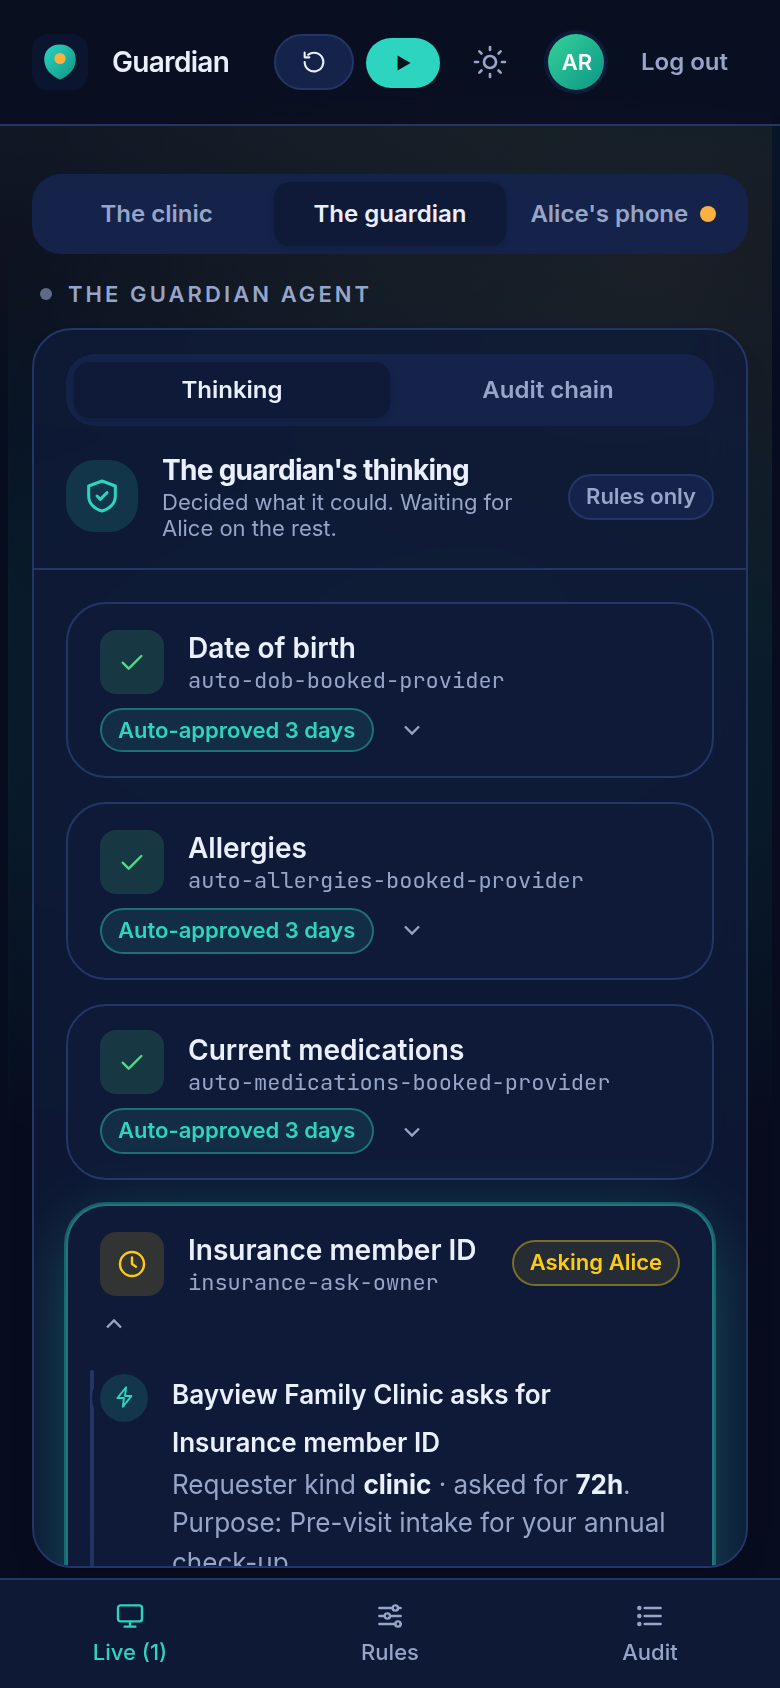 Guardian
AR
Log out
The clinic
The guardian
Alice's phone
THE GUARDIAN AGENT
Thinking
Audit chain
The guardian's thinking
Decided what it could. Waiting for
Alice on the rest.
Rules only
Date of birth
auto-dob-booked-provider
Auto-approved 3 days
Allergies
auto-allergies-booked-provider
Auto-approved 3 days
Current medications
auto-medications-booked-provider
Auto-approved 3 days
Insurance member ID
insurance-ask-owner
Asking Alice
Bayview Family Clinic asks for
Insurance member ID
Requester kind clinic · asked for 72h.
Purpose: Pre-visit intake for your annual
check-up
Live (1)
Rules
Audit